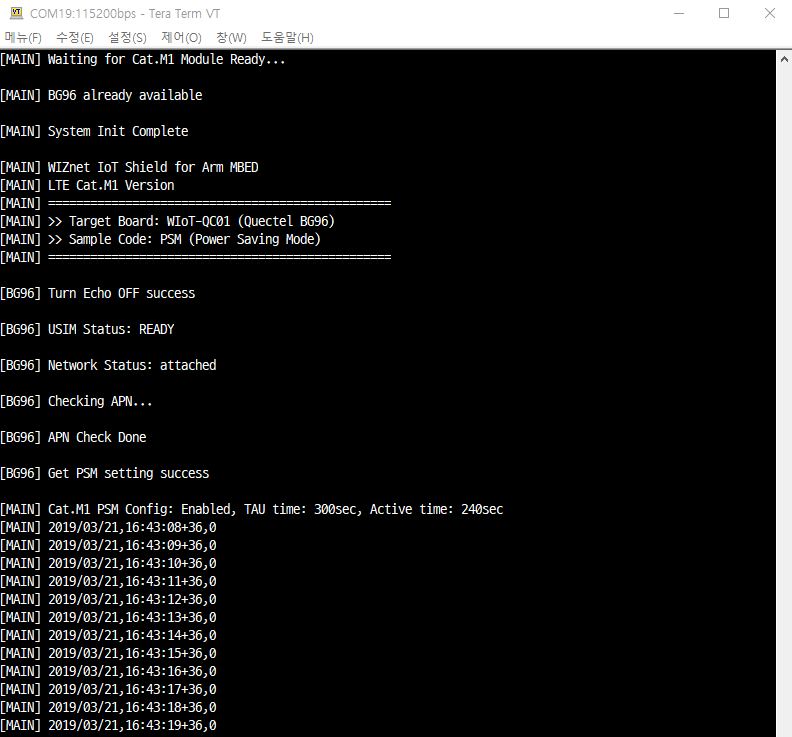 COM19:115200bps - Tera Term VT
메뉴(F) 수정(E) 설정(S) 제어(O) 창(W) 도움말(H)
[MAIN] Waiting for Cat.M1 Module Ready...
[MAIN] BG96 already available
[MAIN] System Init Complete
[MAIN] WIZnet IoT Shield for Arm MBED
[MAIN] LTE Cat.M1 Version
[MAIN] =================================================
[MAIN] >> Target Board: WIoT-QC01 (Quectel BG96)
[MAIN] >> Sample Code: PSM (Power Saving Mode)
[MAIN] =================================================
[BG96] Turn Echo OFF success
[BG96] USIM Status: READY
[BG96] Network Status: attached
[BG96] Checking APN...
[BG96] APN Check Done
[BG96] Get PSM setting success
[MAIN] Cat.M1 PSM Config: Enabled, TAU time: 300sec, Active time: 240sec
[MAIN] 2019/03/21,16:43:08+36,0
[MAIN] 2019/03/21,16:43:09+36,0
[MAIN] 2019/03/21,16:43:10+36,0
[MAIN] 2019/03/21,16:43:11+36,0
[MAIN] 2019/03/21,16:43:12+36,0
[MAIN] 2019/03/21,16:43:13+36,0
[MAIN] 2019/03/21,16:43:14+36,0
[MAIN] 2019/03/21,16:43:15+36,0
[MAIN] 2019/03/21,16:43:16+36,0
[MAIN] 2019/03/21,16:43:17+36,0
[MAIN] 2019/03/21,16:43:18+36,0
[MAIN] 2019/03/21,16:43:19+36,0